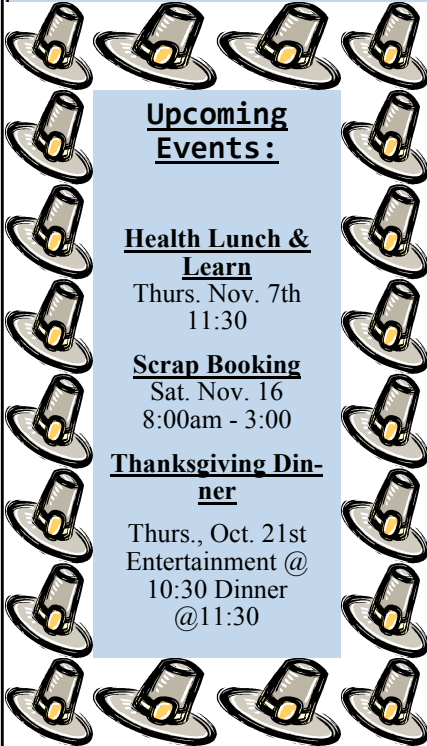 Upcoming
Events:
Health Lunch &
Learn
Thurs. Nov. 7th
11:30
Scrap Booking
Sat. Nov. 16
8:00am - 3:00
Thanksgiving Din-
ner
Thurs., Oct. 21st
Entertainment @
10:30 Dinner
@11:30